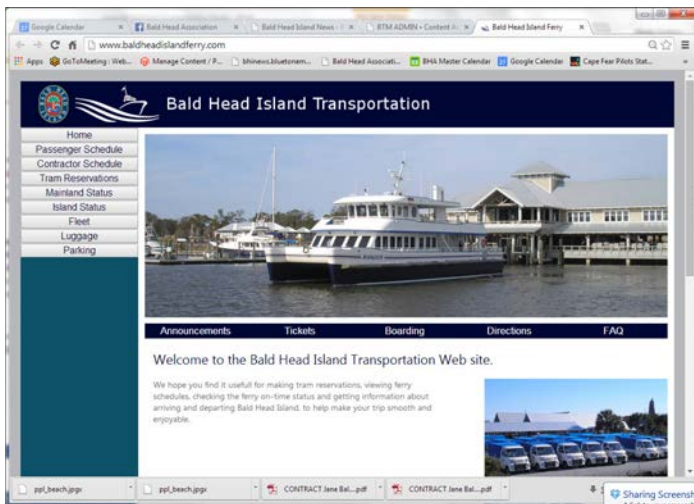 Google Calendar
Bald Head Association
Bald Head Island News -
BTM ADMIN - Content
Bald Head Island Ferry
www.baldheadislandferry.com
Apps
GoToMeeting : Web...
Manage Content / P...
bhinews.bluetonem...
Bald Head Associati...
BHA Master Calendar
Google Calendar
Cape Fear Pilots Stat...
Bald Head Island Transportation
Home
Passenger Schedule
Contractor Schedule
Tram Reservations
Mainland Status
Island Status
Fleet
Luggage
Parking
Announcements
Tickets
Boarding
Directions
FAQ
Welcome to the Bald Head Island Transportation Web site.
We hope you find it usefull for making tram reservations, viewing ferry
schedules, checking the ferry on-time status and getting information about
arriving and departing Bald Head Island, to help make your trip smooth and
enjoyable.
ppl_beach.jpgx
ppl_beach.jpgx
CONTRACT Jane Bal....pdf
CONTRACT Jane Bal....pdf
Sharing Screensh